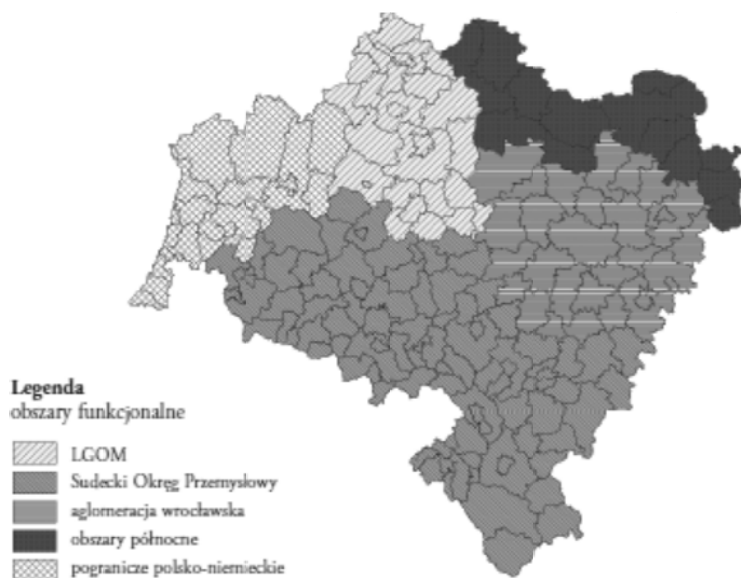 Legenda
obszary funkcjonalne
LGOM
Sudecki Okręg Przemysłowy
aglomeracja wrocławska
obszary północne
pogranicze polsko-niemieckie